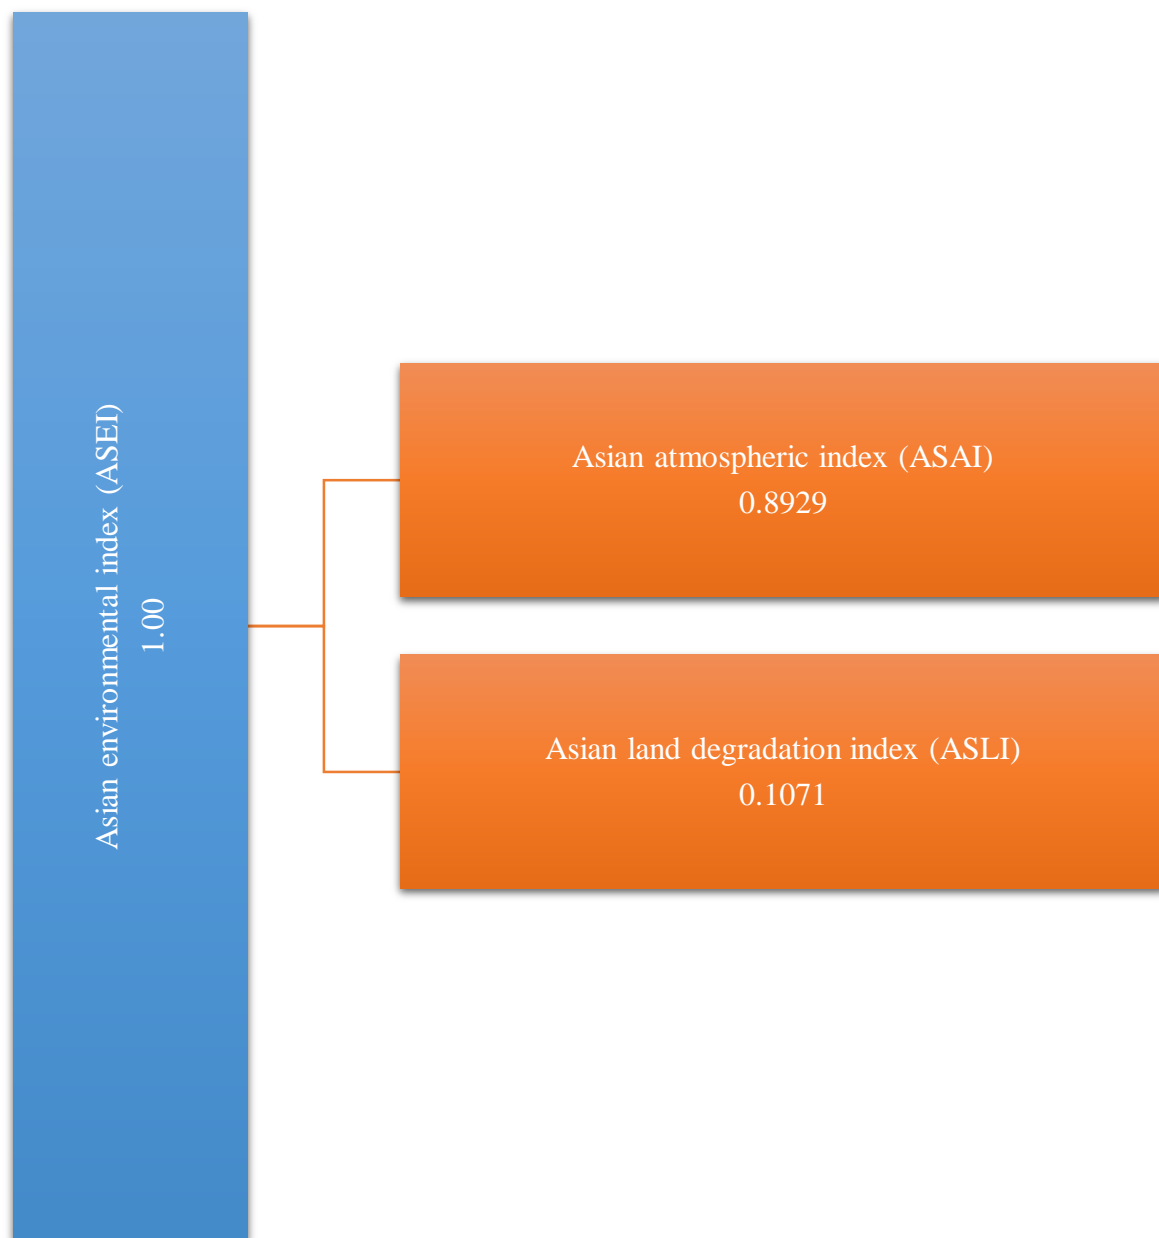 Asian environmental index (ASEI)
1.00
Asian atmospheric index (ASAI)
0.8929
Asian land degradation index (ASLI)
0.1071